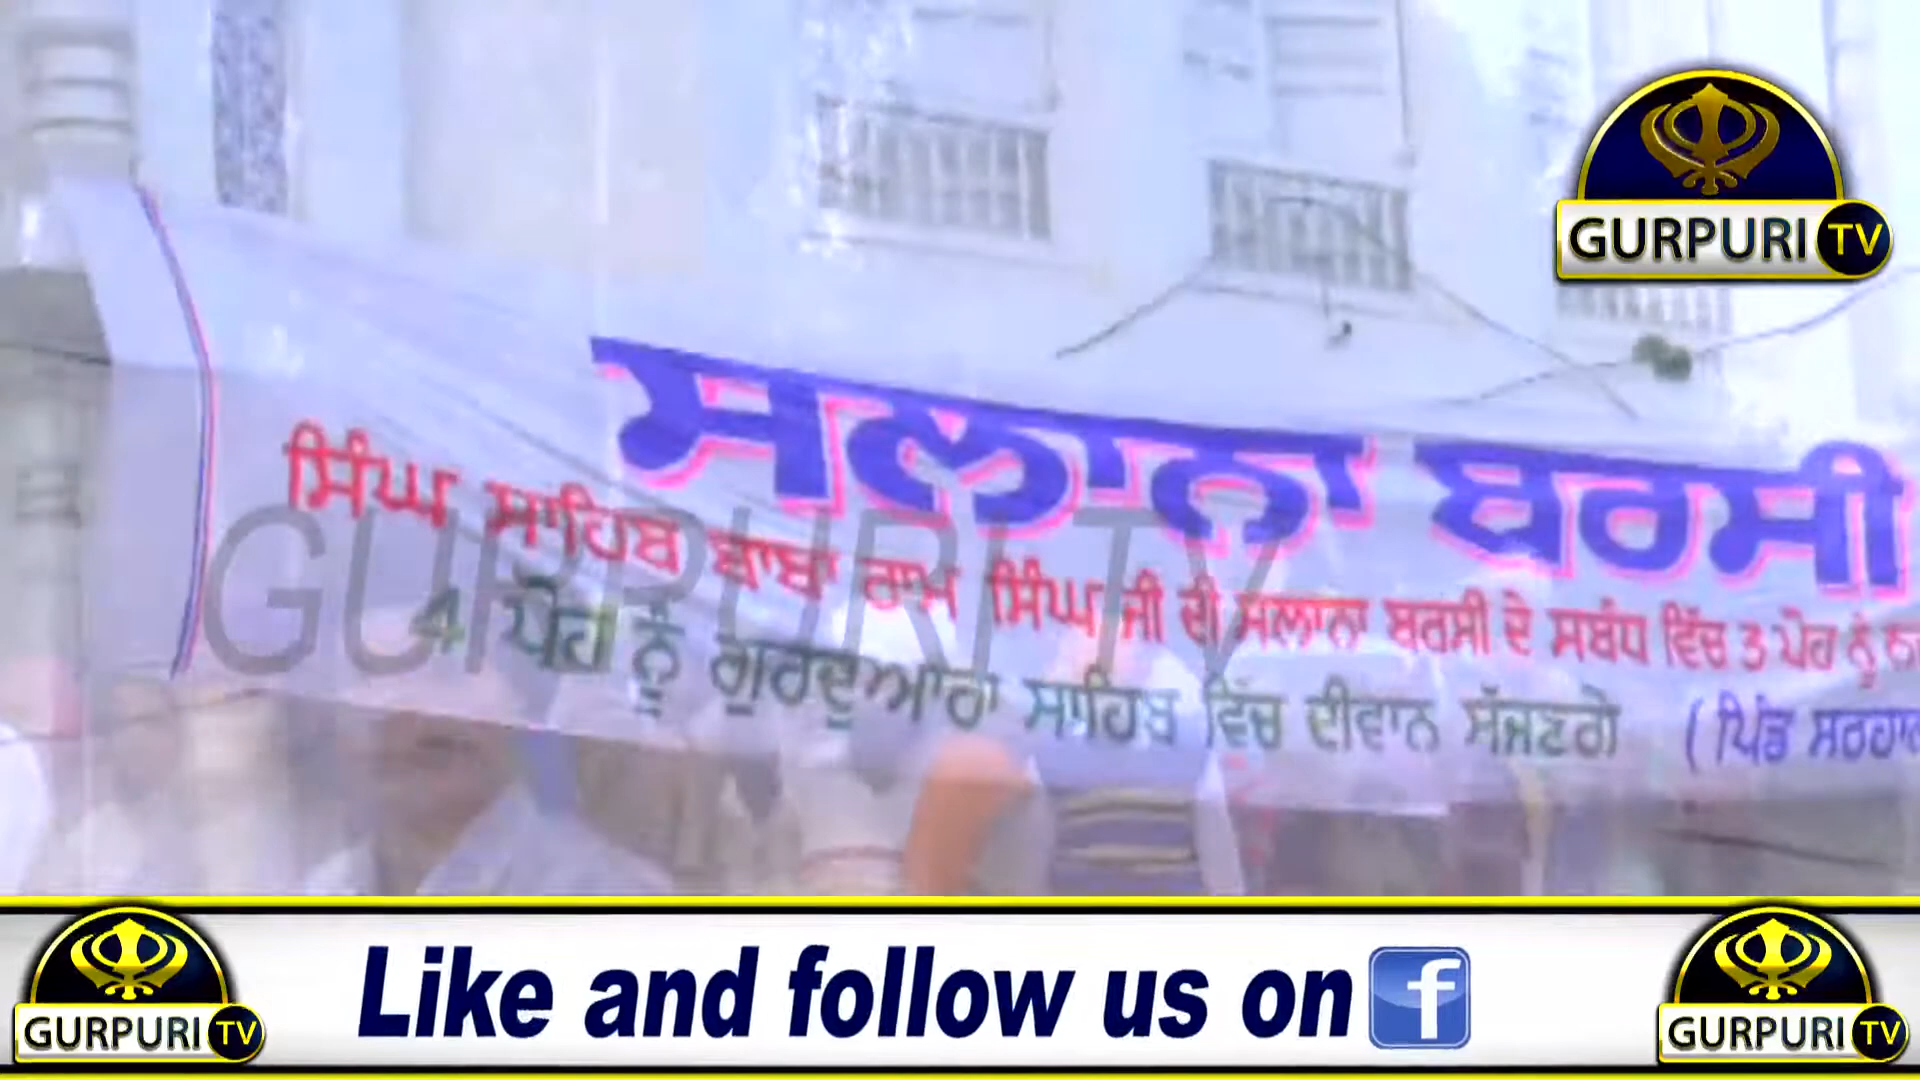 GURPURI TV
ਸਲਾਨਾ ਬਰਸੀ
ਸਿੰਘ ਸਾਹਿਬ ਬਾਬਾ ਰਾਮ ਸਿੰਘ ਜੀ ਦੀ ਸਲਾਨਾ ਬਰਸੀ ਦੇ ਸਬੰਧ ਵਿੱਚ 3 ਪੋਹ ਨੂੰ
4 ਪੋਹ ਨੂੰ ਗੁਰਦੁਆਰਾ ਸਾਹਿਬ ਵਿੱਚ ਦੀਵਾਨ ਸੱਜਣਗੇ ( ਪਿੰਡ
GURPURI TV
GURPURI TV
Like and follow us on f
GURPURI TV